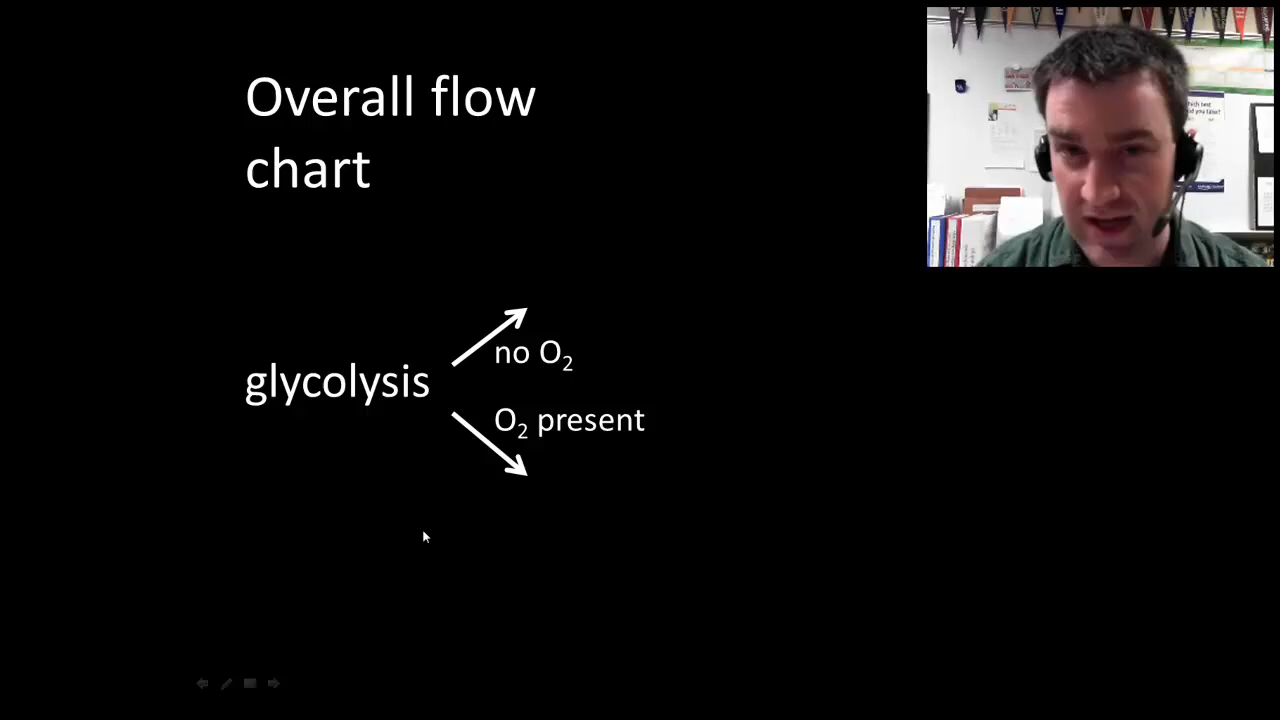 Overall flow
chart
glycolysis
no O₂
O₂ present